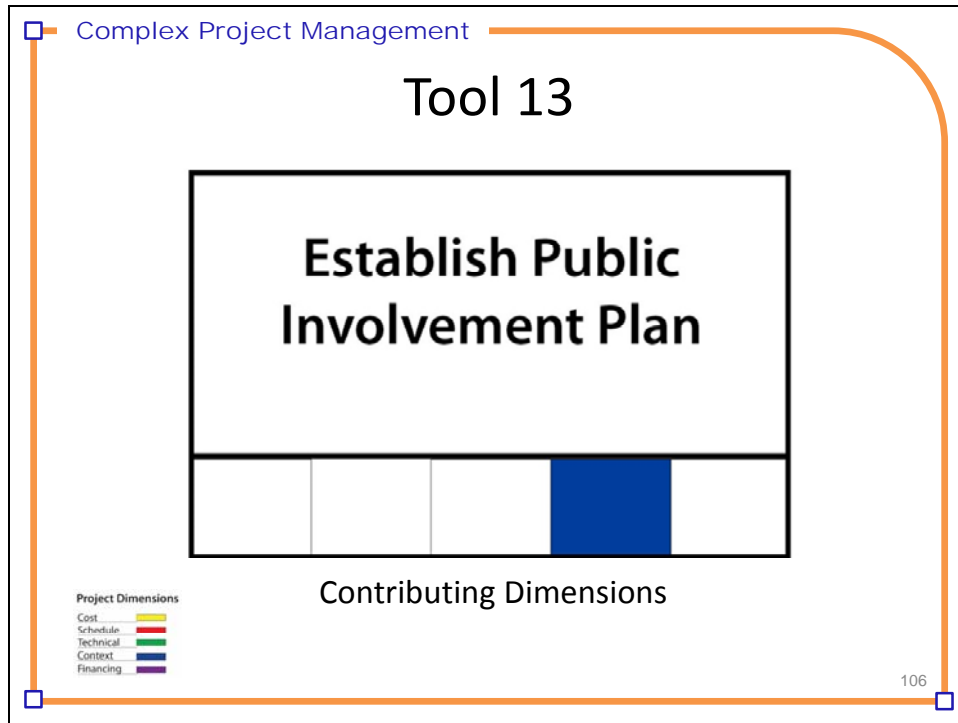 Complex Project Management
Tool 13
Establish Public
Involvement Plan
Contributing Dimensions
Project Dimensions
Cost
Schedule
Technical
Context
Financing
106